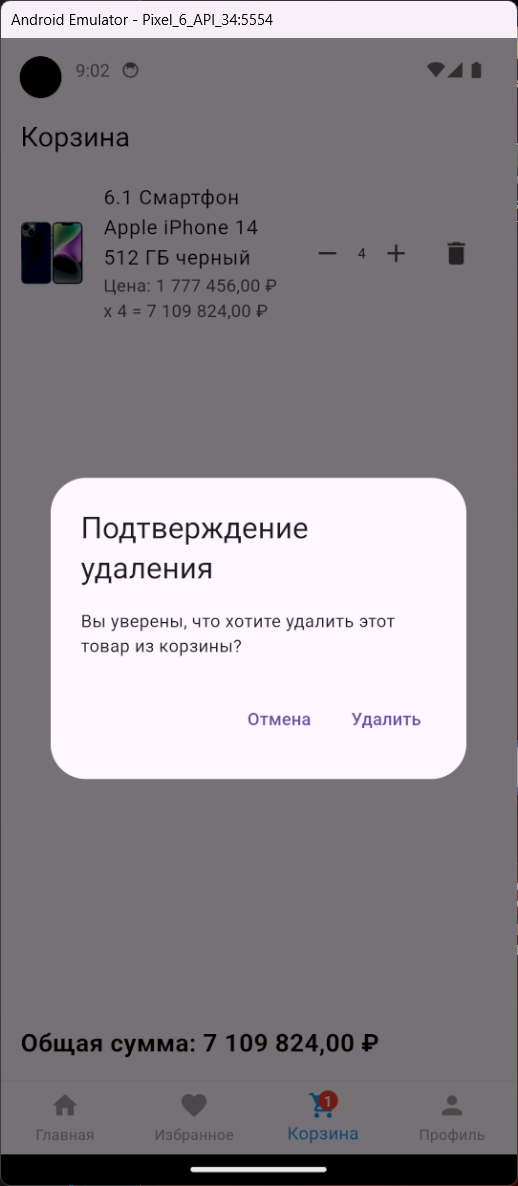 Android Emulator - Pixel_6_API_34:5554
9:02
Корзина
6.1 Смартфон
Apple iPhone 14
512 ГБ черный
Цена: 1 777 456,00 ₽
x 4 = 7 109 824,00 ₽
4
Подтверждение
удаления
Вы уверены, что хотите удалить этот
товар из корзины?
Отмена Удалить
Общая сумма: 7 109 824,00 ₽
1
Главная Избранное Корзина Профиль